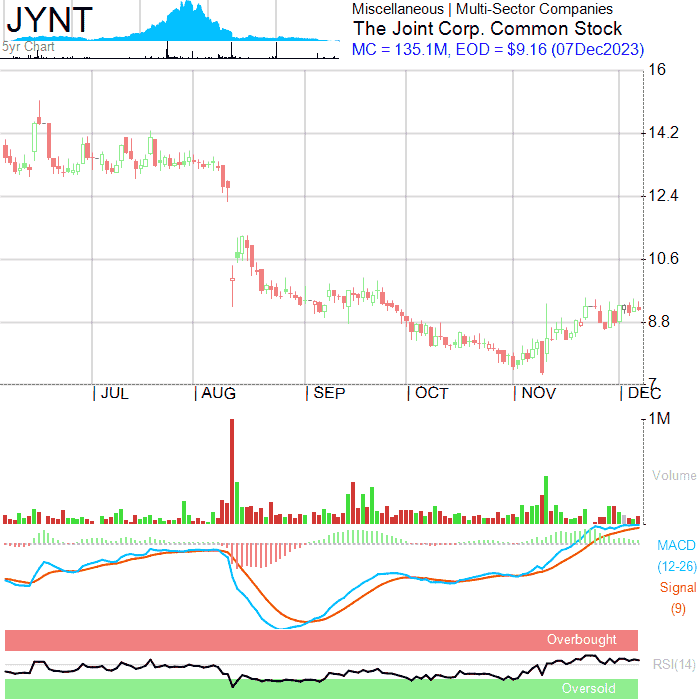 JYNT
5yr Chart
Miscellaneous | Multi-Sector Companies
The Joint Corp. Common Stock
MC = 135.1M, EOD = $9.16 (07Dec2023)
16
14.2
12.4
10.6
8.8
7
JUL AUG SEP OCT NOV DEC
1M
Volume
MACD
(12-26)
Signal
(9)
Overbought
RSI(14)
Oversold